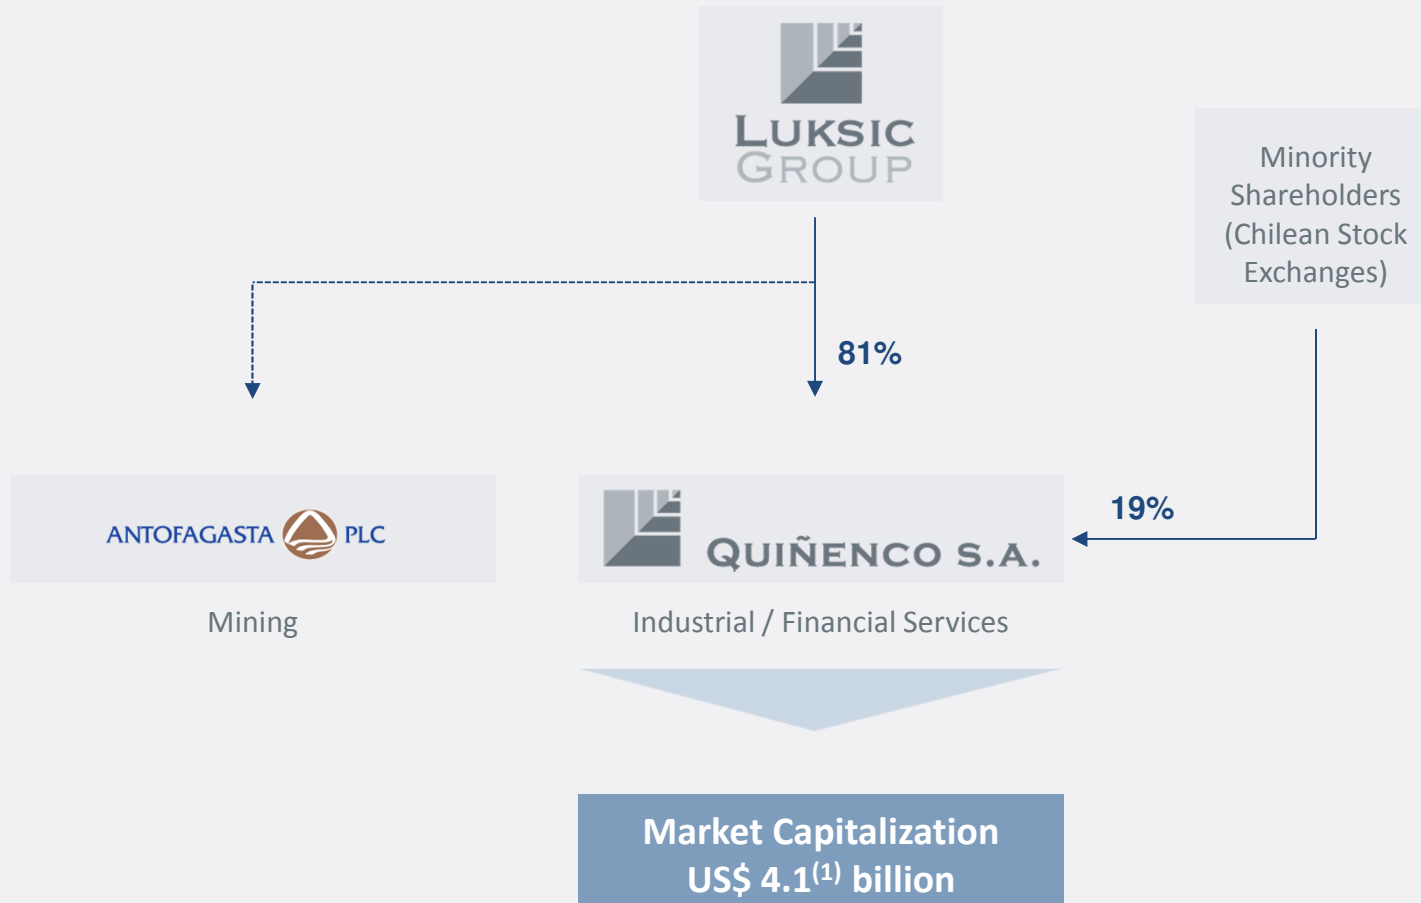 LUKSIC
GROUP
Minority
Shareholders
(Chilean Stock
Exchanges)
81%
19%
ANTOFAGASTA PLC
QUIÑENCO S.A.
Mining
Industrial / Financial Services
Market Capitalization
US$ 4.1(1) billion